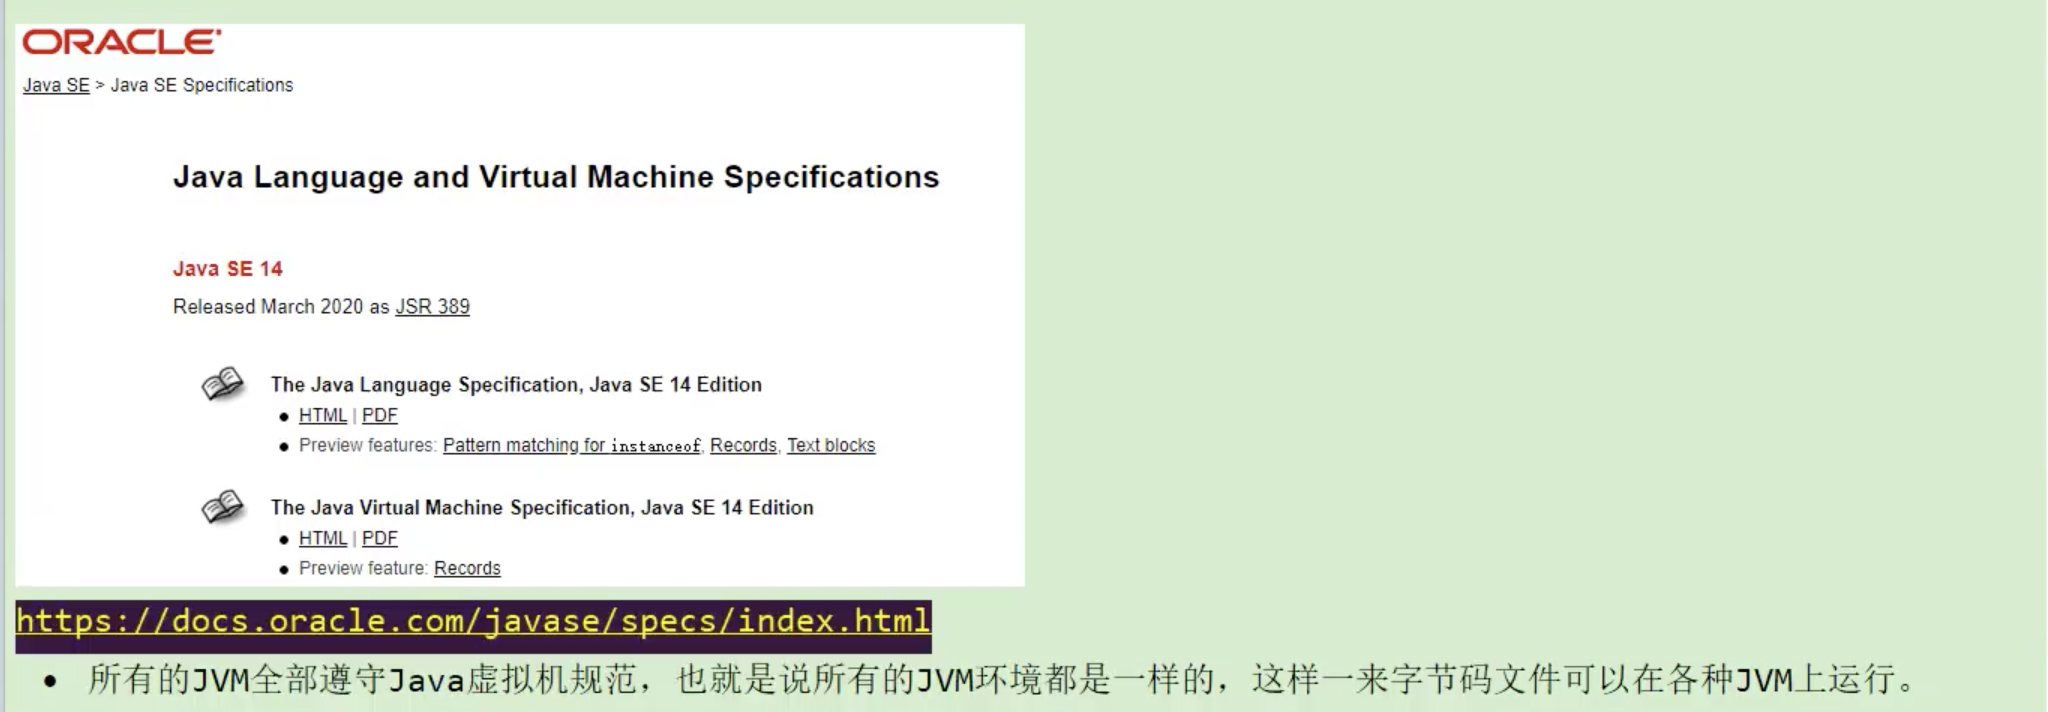 ORACLE
Java SE > Java SE Specifications
Java Language and Virtual Machine Specifications
Java SE 14
Released March 2020 as JSR 389
The Java Language Specification, Java SE 14 Edition
• HTML | PDF
• Preview features: Pattern matching for instanceof, Records, Text blocks
The Java Virtual Machine Specification, Java SE 14 Edition
• HTML | PDF
• Preview feature: Records
https://docs.oracle.com/javase/specs/index.html
• 所有的JVM全部遵守Java虚拟机规范，也就是说所有的JVM环境都是一样的，这样一来字节码文件可以在各种JVM上运行。